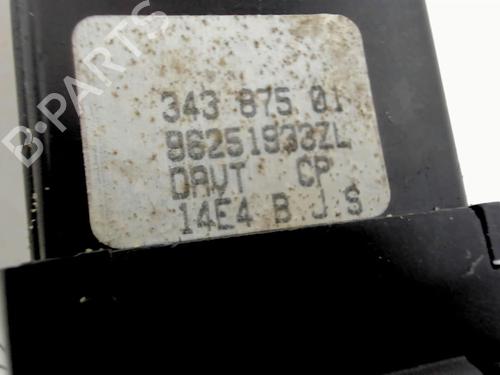 B-PARTS
343 875 01
96251933ZL
DAVT CP
14E4 B.J.S